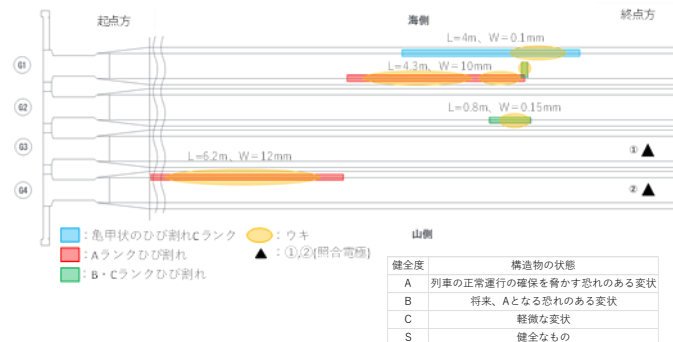 起点方
海側
終点方
L=4m、W=0.1mm
G1
L=4.3m、W=10mm
G2
L=0.8m、W=0.15mm
G3
①
L=6.2m、W=12mm
G4
②
：亀甲状のひび割れCランク
：ウキ
山側
：Aランクひび割れ
：①,②(照合電極)
：B・Cランクひび割れ
健全度 構造物の状態
A 列車の正常運行の確保を脅かす恐れのある変状
B 将来、Aとなる恐れのある変状
C 軽微な変状
S 健全なもの